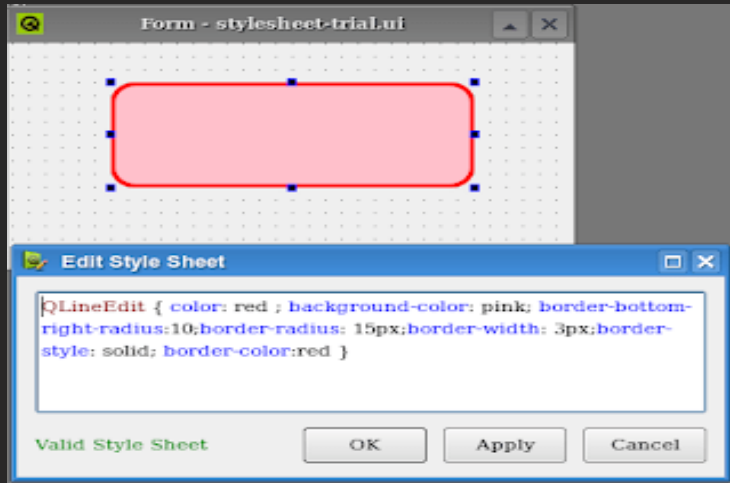 Form - stylesheet-trial.ui
Edit Style Sheet
QLineEdit { color: red ; background-color: pink; border-bottom-
right-radius:10;border-radius: 15px;border-width: 3px;border-
style: solid; border-color:red }
Valid Style Sheet
OK
Apply
Cancel